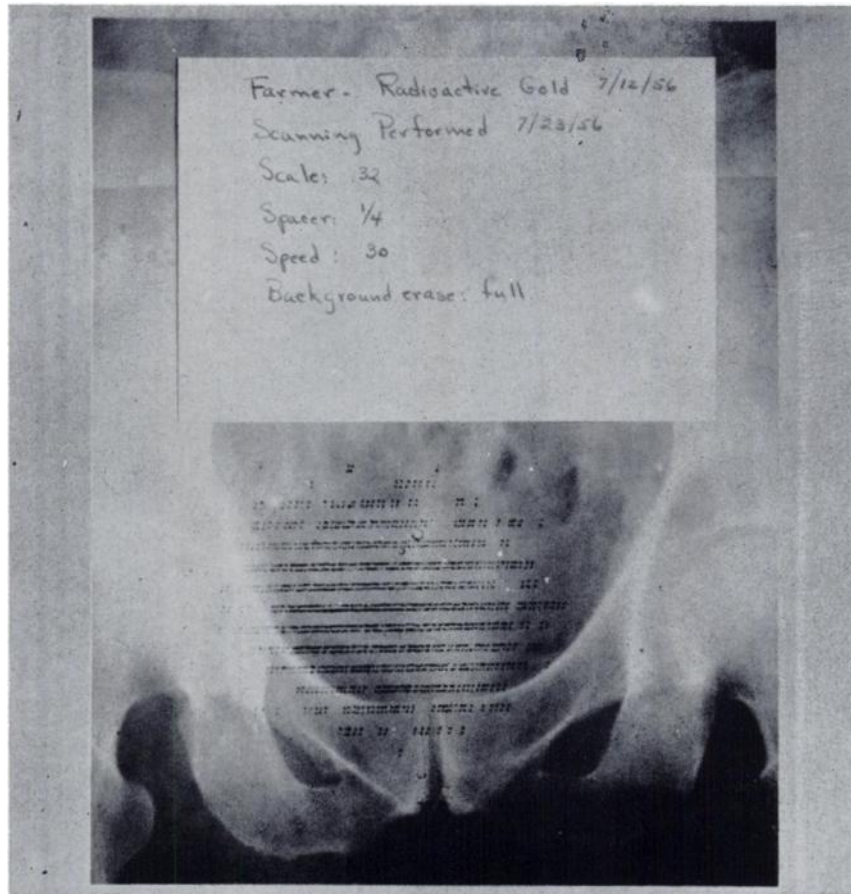 Farmer - Radioactive Gold 7/12/56
Scanning Performed 7/23/56
Scale: 32
Spacer: 1/4
Speed: 30
Background erase: full